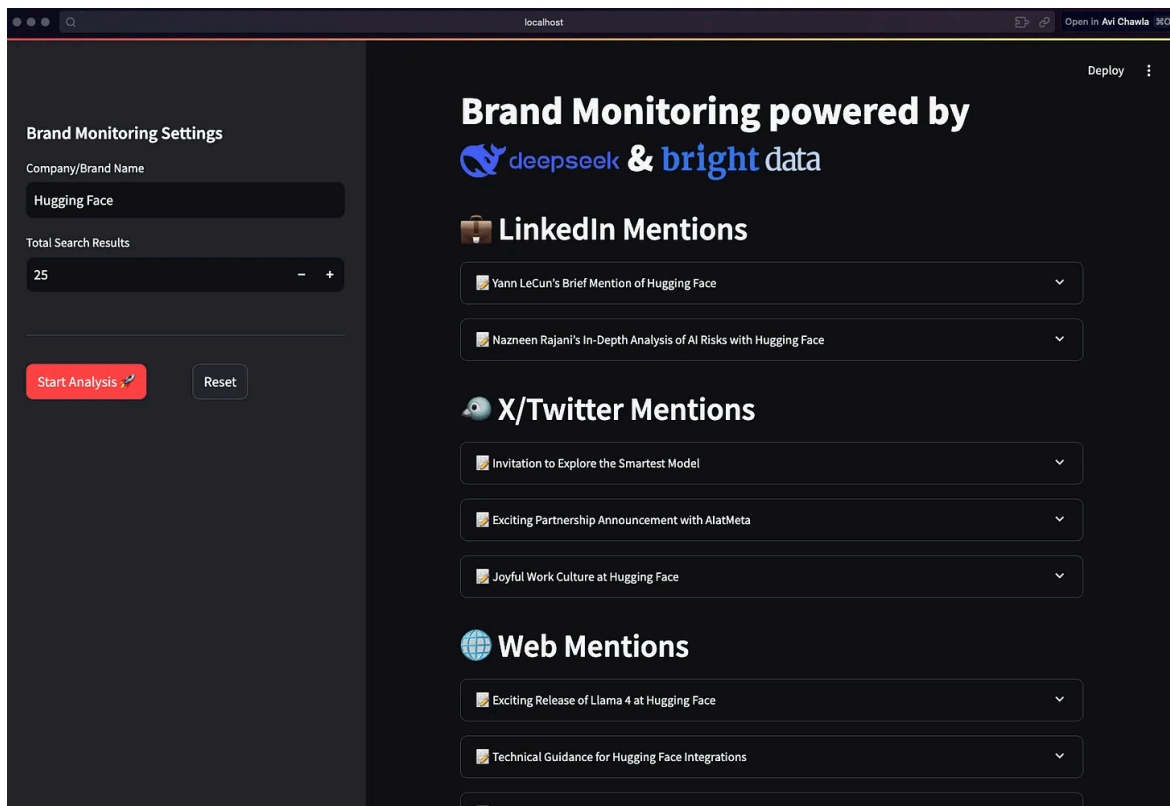 localhost
Open in Avi Chawla ⌘O
Deploy
Brand Monitoring Settings
Company/Brand Name
Hugging Face
Total Search Results
25
Start Analysis 🚀
Reset
Brand Monitoring powered by
deepseek & bright data
💼 LinkedIn Mentions
📝 Yann LeCun's Brief Mention of Hugging Face
📝 Nazneen Rajani's In-Depth Analysis of AI Risks with Hugging Face
🐦 X/Twitter Mentions
📝 Invitation to Explore the Smartest Model
📝 Exciting Partnership Announcement with AIatMeta
📝 Joyful Work Culture at Hugging Face
🌐 Web Mentions
📝 Exciting Release of Llama 4 at Hugging Face
📝 Technical Guidance for Hugging Face Integrations